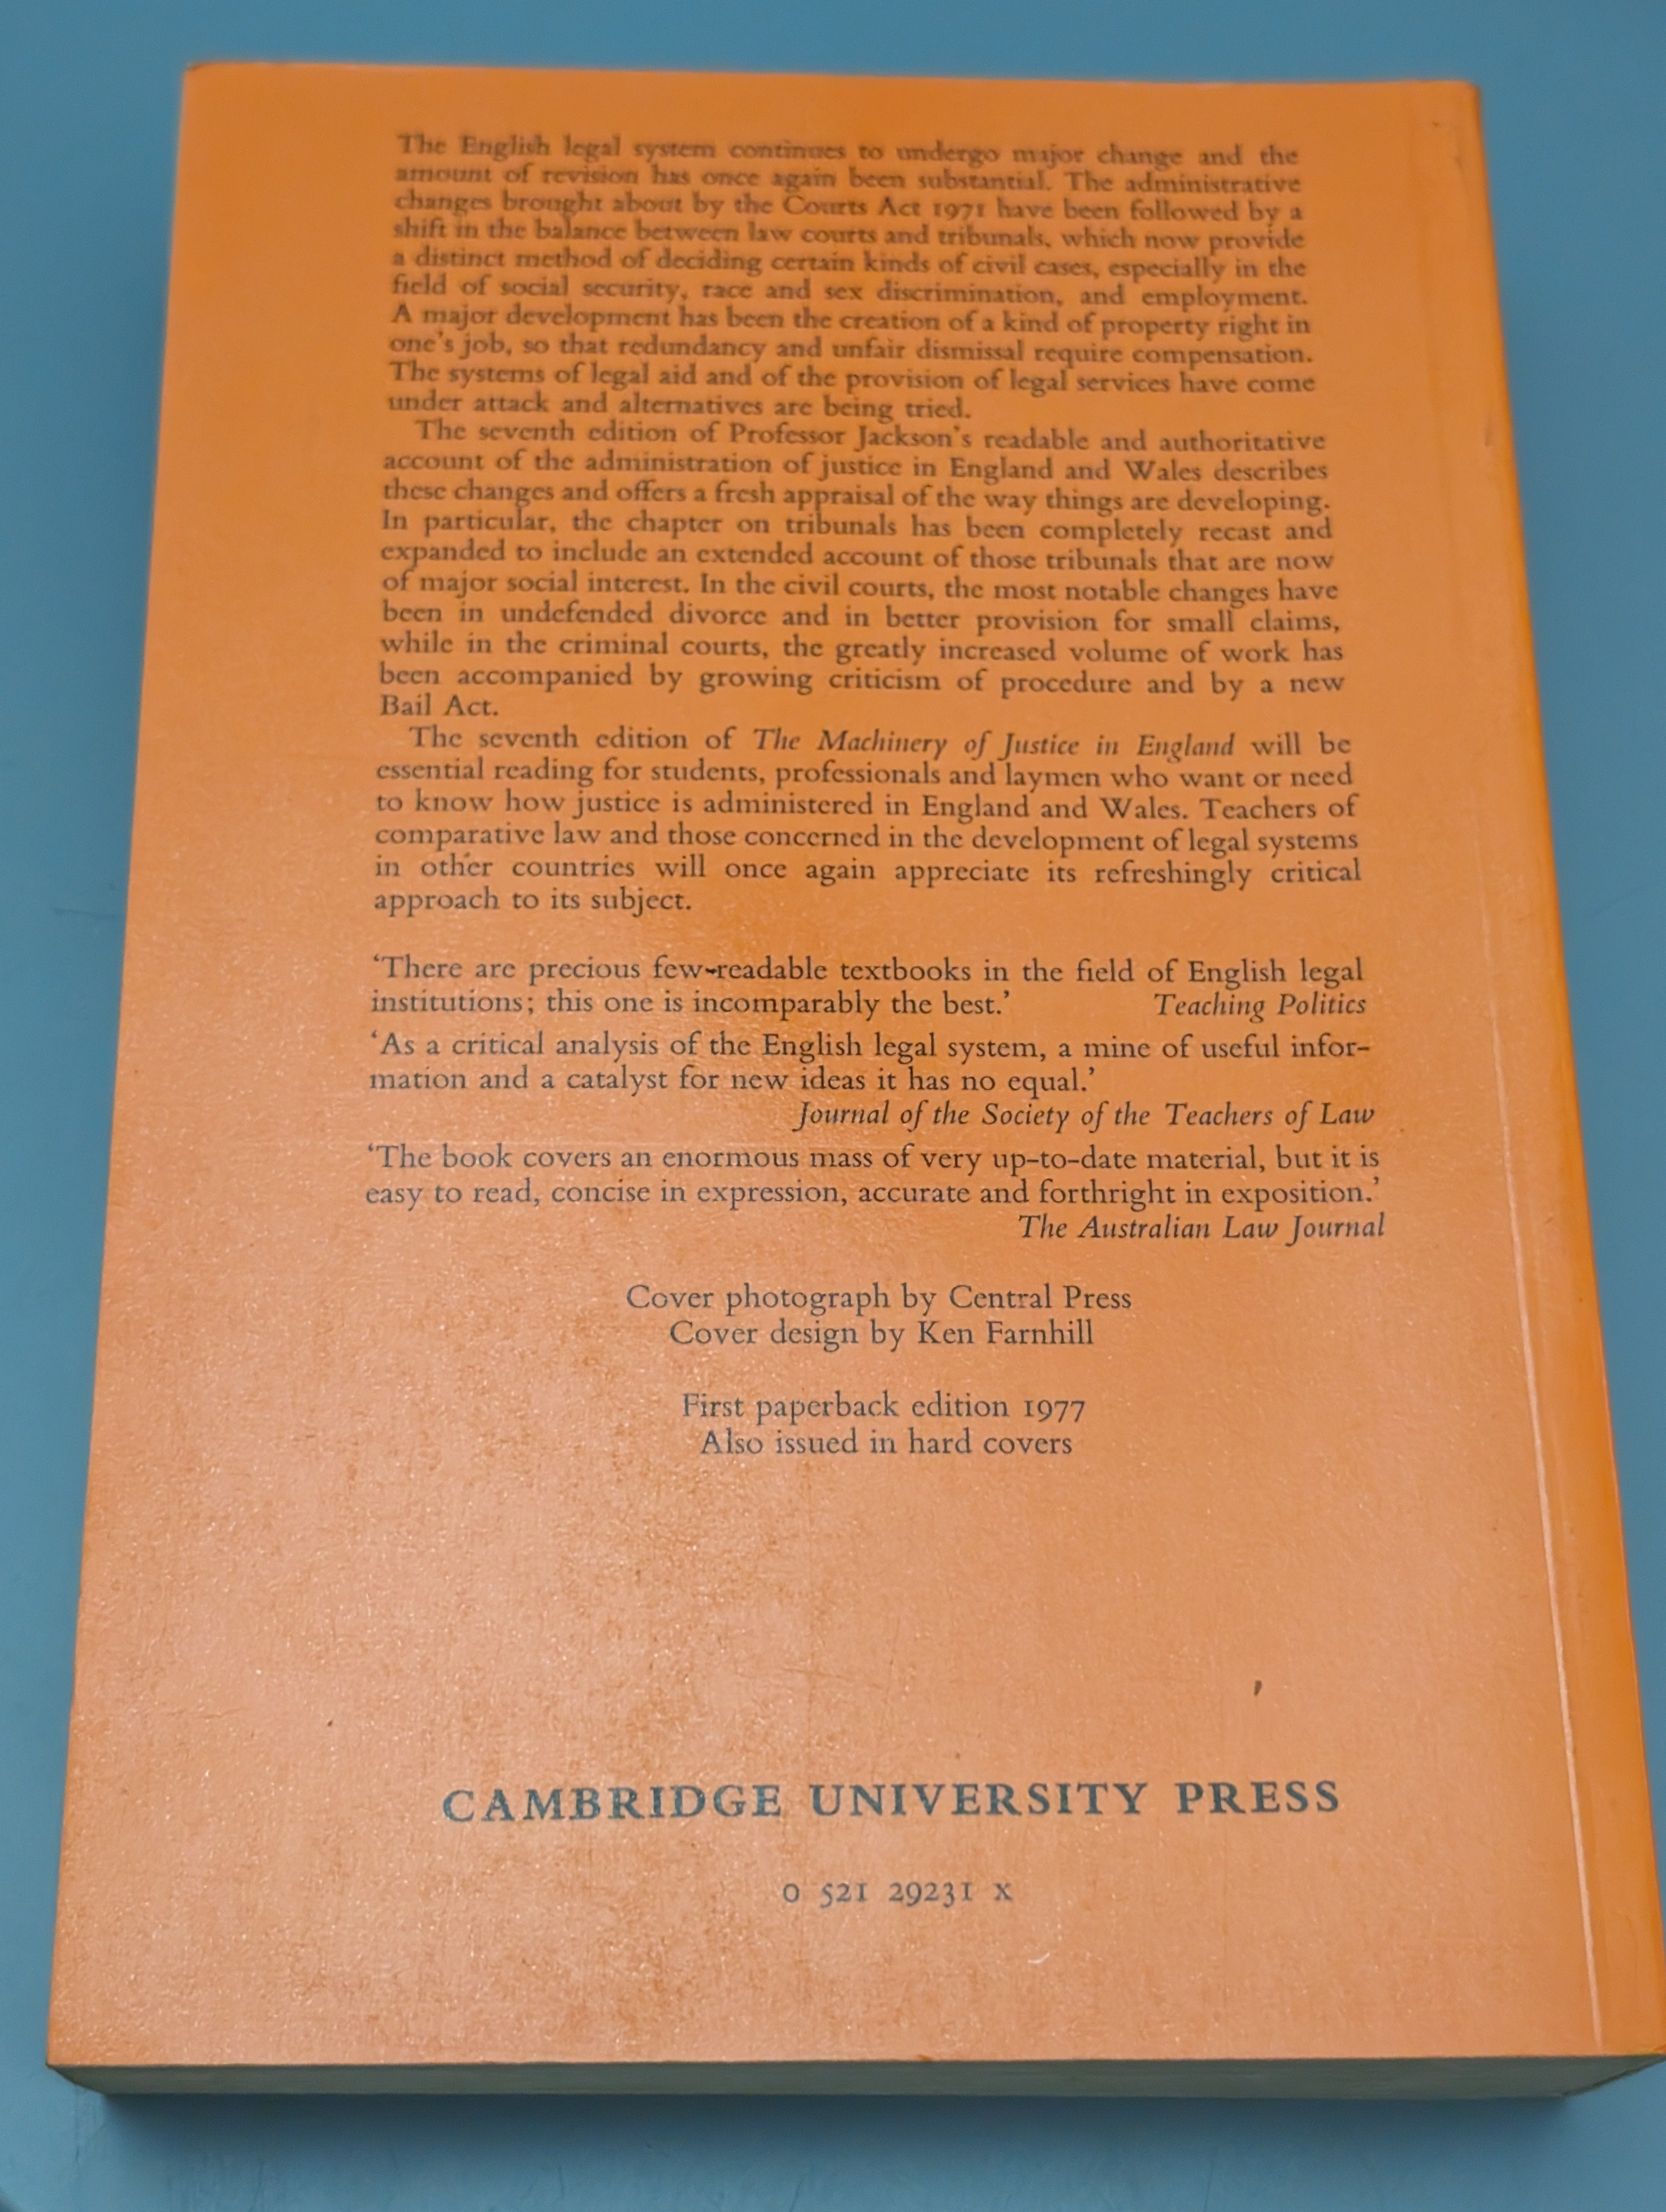 The English legal system continues to undergo major change and the
amount of revision has once again been substantial. The administrative
changes brought about by the Courts Act 1971 have been followed by a
shift in the balance between law courts and tribunals, which now provide
a distinct method of deciding certain kinds of civil cases, especially in the
field of social security, race and sex discrimination, and employment.
A major development has been the creation of a kind of property right in
one's job, so that redundancy and unfair dismissal require compensation.
The systems of legal aid and of the provision of legal services have come
under attack and alternatives are being tried.
The seventh edition of Professor Jackson's readable and authoritative
account of the administration of justice in England and Wales describes
these changes and offers a fresh appraisal of the way things are developing.
In particular, the chapter on tribunals has been completely recast and
expanded to include an extended account of those tribunals that are now
of major social interest. In the civil courts, the most notable changes have
been in undefended divorce and in better provision for small claims,
while in the criminal courts, the greatly increased volume of work has
been accompanied by growing criticism of procedure and by a new
Bail Act.
The seventh edition of The Machinery of Justice in England will be
essential reading for students, professionals and laymen who want or need
to know how justice is administered in England and Wales. Teachers of
comparative law and those concerned in the development of legal systems
in other countries will once again appreciate its refreshingly critical
approach to its subject.
'There are precious few readable textbooks in the field of English legal
institutions; this one is incomparably the best.' Teaching Politics
'As a critical analysis of the English legal system, a mine of useful infor-
mation and a catalyst for new ideas it has no equal.'
Journal of the Society of the Teachers of Law
'The book covers an enormous mass of very up-to-date material, but it is
easy to read, concise in expression, accurate and forthright in exposition.'
The Australian Law Journal
Cover photograph by Central Press
Cover design by Ken Farnhill
First paperback edition 1977
Also issued in hard covers
CAMBRIDGE UNIVERSITY PRESS
0 521 29231 X